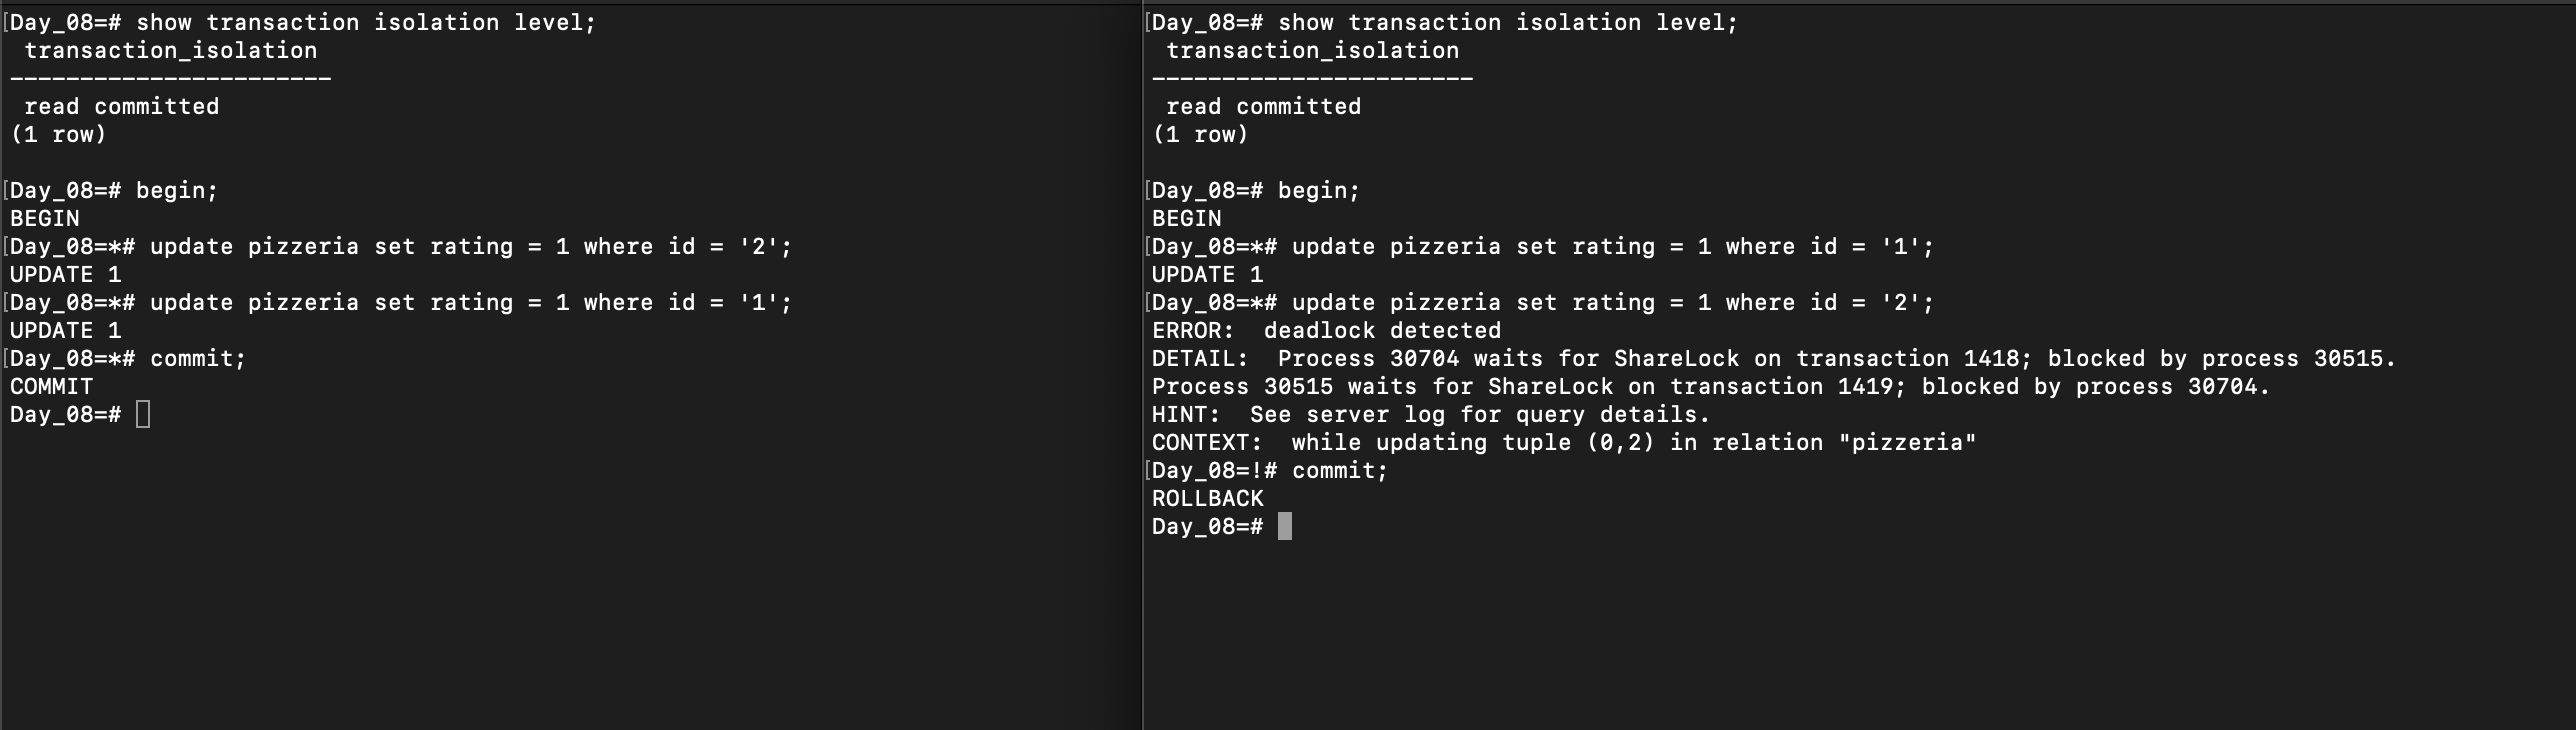 [Day_08=# show transaction isolation level;
 transaction_isolation
-----------------------
 read committed
(1 row)
[Day_08=# begin;
BEGIN
[Day_08=*# update pizzeria set rating = 1 where id = '2';
UPDATE 1
[Day_08=*# update pizzeria set rating = 1 where id = '1';
UPDATE 1
[Day_08=*# commit;
COMMIT
Day_08=#
[Day_08=# show transaction isolation level;
 transaction_isolation
-----------------------
 read committed
(1 row)
[Day_08=# begin;
BEGIN
[Day_08=*# update pizzeria set rating = 1 where id = '1';
UPDATE 1
[Day_08=*# update pizzeria set rating = 1 where id = '2';
ERROR:  deadlock detected
DETAIL:  Process 30704 waits for ShareLock on transaction 1418; blocked by process 30515.
Process 30515 waits for ShareLock on transaction 1419; blocked by process 30704.
HINT:  See server log for query details.
CONTEXT:  while updating tuple (0,2) in relation "pizzeria"
[Day_08=!# commit;
ROLLBACK
Day_08=#